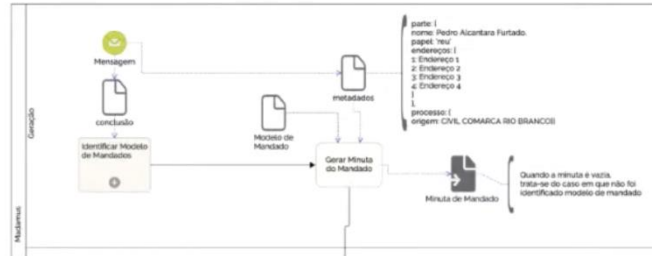 Mensagem
conclusão
Identificar Modelo
de Mandados
Modelo de
Mandado
metadados
Gerar Minuta
do Mandado
Minuta de Mandado
parte: {
nome: Pedro Alcantara Furtado,
papel: 'reu'
endereços: {
1: Endereço 1
2: Endereço 2
3: Endereço 3
4: Endereço 4
}
},
processo: {
origem: CIVIL COMARCA RIO BRANCO}
Quando a minuta é vazia,
trata-se do caso em que não foi
identificado modelo de mandado
Geração
Madamus